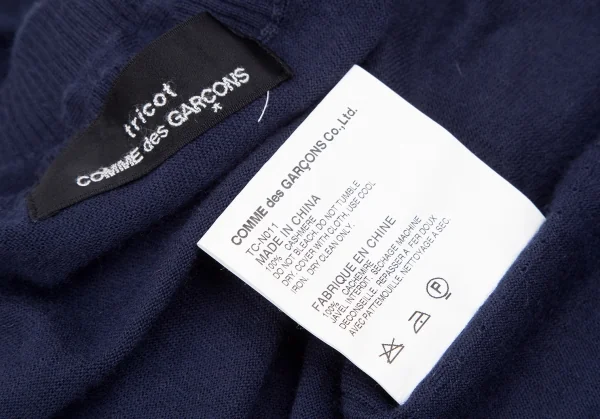 tricot
COMME des GARCONS
*
COMME des GARÇONS Co.,Ltd.
TC-N011
MADE IN CHINA
100% CASHMERE
DO NOT BLEACH, DO NOT TUMBLE
DRY, COVER WITH CLOTH, USE COOL
IRON, DRY CLEAN ONLY.
FABRIQUE EN CHINE
100% CACHEMIRE
JAVEL INTERDIT, SÉCHAGE MACHINE
DECONSEILLE, REPASSER A FER DOUX
AVEC PATTEMOUILLE, NETTOYAGE A SEC.
P